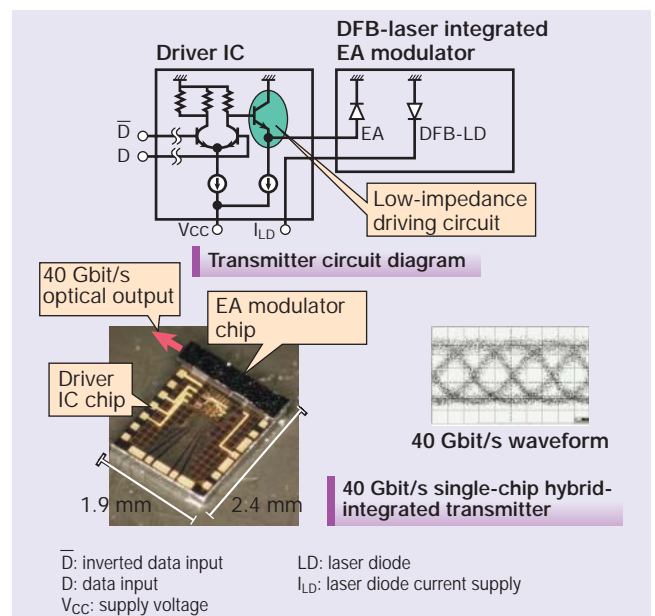 DFB-laser integrated
EA modulator
Driver IC
D̅
D
EA
DFB-LD
Low-impedance
driving circuit
VCC
ILD
Transmitter circuit diagram
40 Gbit/s
optical output
EA modulator
chip
Driver
IC chip
1.9 mm
2.4 mm
40 Gbit/s waveform
40 Gbit/s single-chip hybrid-
integrated transmitter
D̅: inverted data input
D: data input
VCC: supply voltage
LD: laser diode
ILD: laser diode current supply